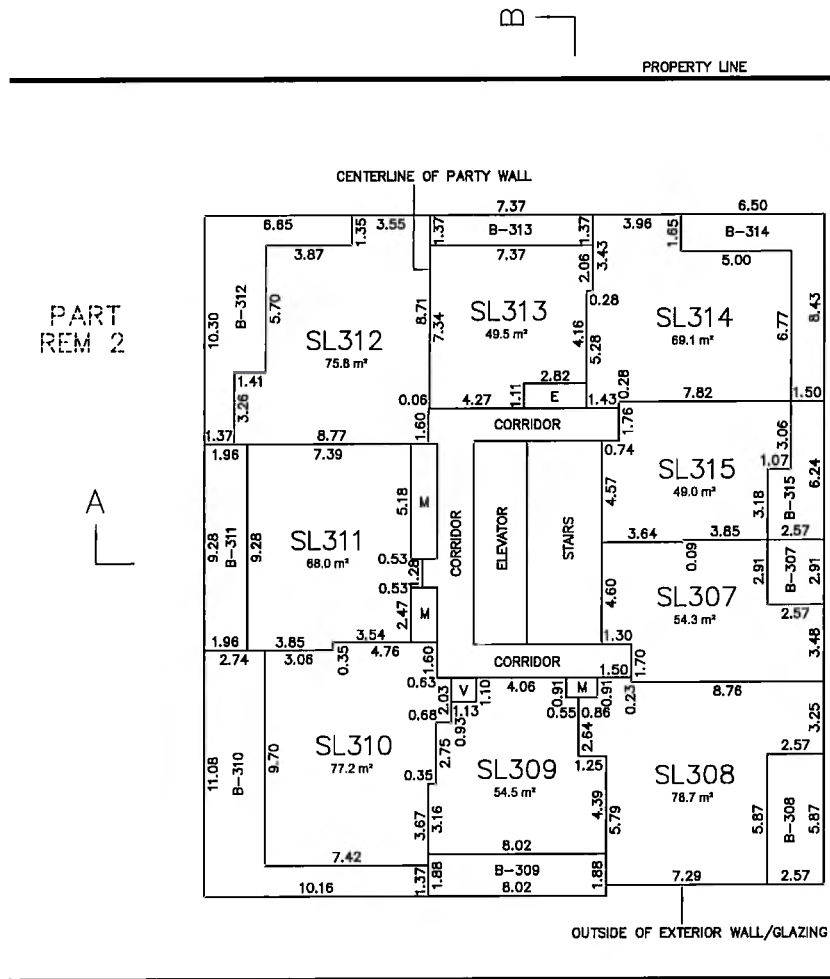 B
PROPERTY LINE
CENTERLINE OF PARTY WALL
7.37
6.50
6.65
1.35
3.55
1.37
B-313
1.37
3.96
1.65
B-314
3.87
7.37
2.06
3.43
5.00
PART
REM 2
10.30
B-312
5.70
SL312
75.8 m²
8.71
7.34
SL313
49.5 m²
0.28
4.16
5.28
SL314
69.1 m²
6.77
8.43
1.41
3.26
0.06
4.27
1.11
2.82
E
1.43
0.28
7.82
1.50
1.37
8.77
1.60
CORRIDOR
1.76
3.06
1.96
7.39
0.74
1.07
6.24
A
9.28
B-311
9.28
SL311
68.0 m²
5.18
M
CORRIDOR
ELEVATOR
STAIRS
4.57
SL315
49.0 m²
3.18
B-315
3.64
3.85
2.57
0.53
1.28
0.53
0.09
2.91
B-307
2.91
2.47
M
4.60
SL307
54.3 m²
2.57
1.96
3.85
3.54
1.30
3.48
2.74
3.06
0.35
4.76
1.60
CORRIDOR
1.50
1.70
0.63
2.03
V
1.10
4.06
0.91
M
0.91
0.23
8.76
0.68
0.93
1.13
0.55
0.86
3.25
11.08
B-310
9.70
SL310
77.2 m²
2.75
2.64
2.57
0.35
SL309
54.5 m²
1.25
SL308
78.7 m²
3.67
3.16
4.39
5.79
5.87
B-308
5.87
7.42
8.02
10.16
1.37
1.88
B-309
8.02
1.88
7.29
2.57
OUTSIDE OF EXTERIOR WALL/GLAZING